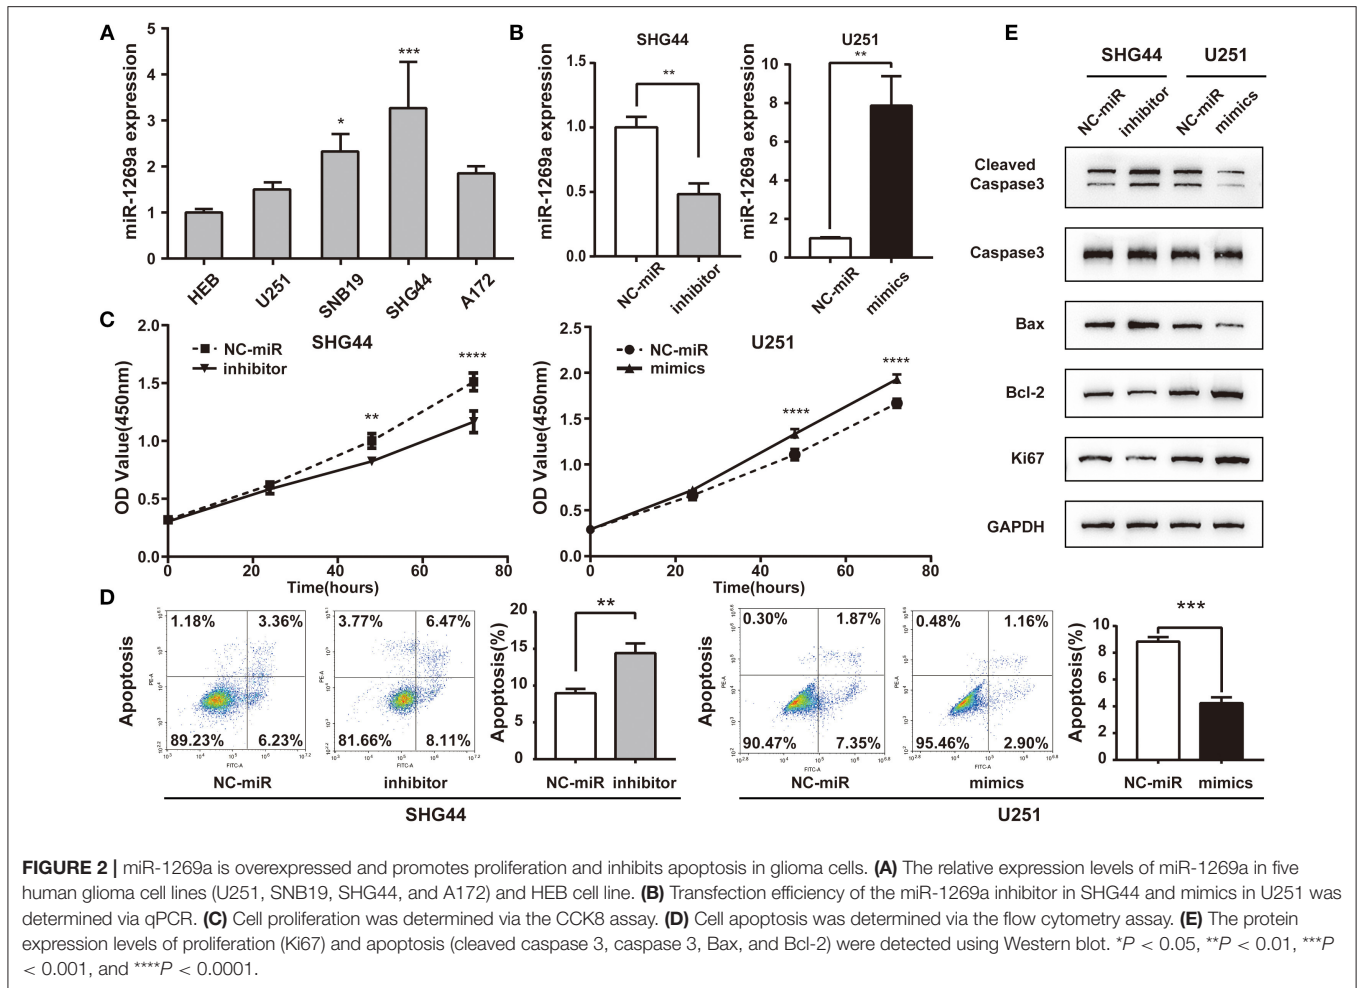 A
miR-1269a expression
5
4
3
2
1
0
*
***
HEB
U251
SNB19
SHG44
A172
B
SHG44
miR-1269a expression
1.5
1.0
0.5
0.0
**
NC-miR
inhibitor
U251
miR-1269a expression
10
8
6
4
2
0
**
NC-miR
mimics
C
SHG44
NC-miR
inhibitor
OD Value(450nm)
2.0
1.5
1.0
0.5
0.0
**
****
0 20 40 60 80
Time(hours)
U251
NC-miR
mimics
OD Value(450nm)
2.5
2.0
1.5
1.0
0.5
0.0
****
****
0 20 40 60 80
Time(hours)
D
Apoptosis
1.18% 3.36%
89.23% 6.23%
PE-A
FITC-A
NC-miR
3.77% 6.47%
81.66% 8.11%
PE-A
FITC-A
inhibitor
Apoptosis(%)
20
15
10
5
0
**
NC-miR inhibitor
SHG44
Apoptosis
0.30% 1.87%
90.47% 7.35%
PE-A
FITC-A
NC-miR
0.48% 1.16%
95.46% 2.90%
PE-A
FITC-A
mimics
Apoptosis(%)
10
8
6
4
2
0
***
NC-miR mimics
U251
E
SHG44 U251
NC-miR inhibitor NC-miR mimics
Cleaved
Caspase3
Caspase3
Bax
Bcl-2
Ki67
GAPDH
FIGURE 2 | miR-1269a is overexpressed and promotes proliferation and inhibits apoptosis in glioma cells. (A) The relative expression levels of miR-1269a in five
human glioma cell lines (U251, SNB19, SHG44, and A172) and HEB cell line. (B) Transfection efficiency of the miR-1269a inhibitor in SHG44 and mimics in U251 was
determined via qPCR. (C) Cell proliferation was determined via the CCK8 assay. (D) Cell apoptosis was determined via the flow cytometry assay. (E) The protein
expression levels of proliferation (Ki67) and apoptosis (cleaved caspase 3, caspase 3, Bax, and Bcl-2) were detected using Western blot. *P < 0.05, **P < 0.01, ***P
< 0.001, and ****P < 0.0001.